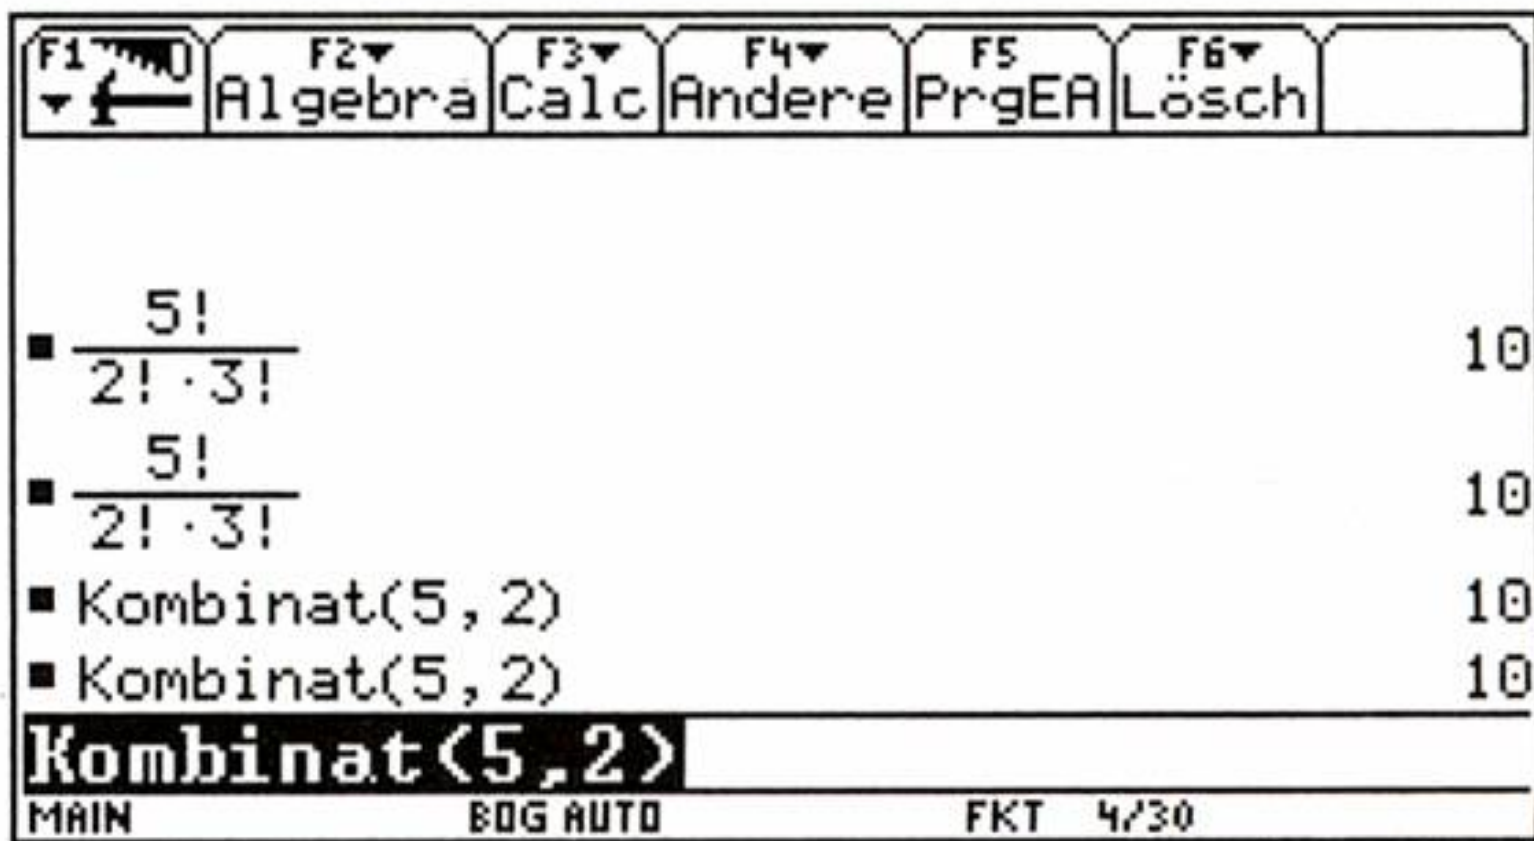 F1 F2▼ F3▼ F4▼ F5 F6▼
▼ Algebra Calc Andere PrgEA Lösch
■ 5!
2!·3! 10
■ 5!
2!·3! 10
■ Kombinat(5,2) 10
■ Kombinat(5,2) 10
Kombinat(5,2)
MAIN BOG AUTO FKT 4/30